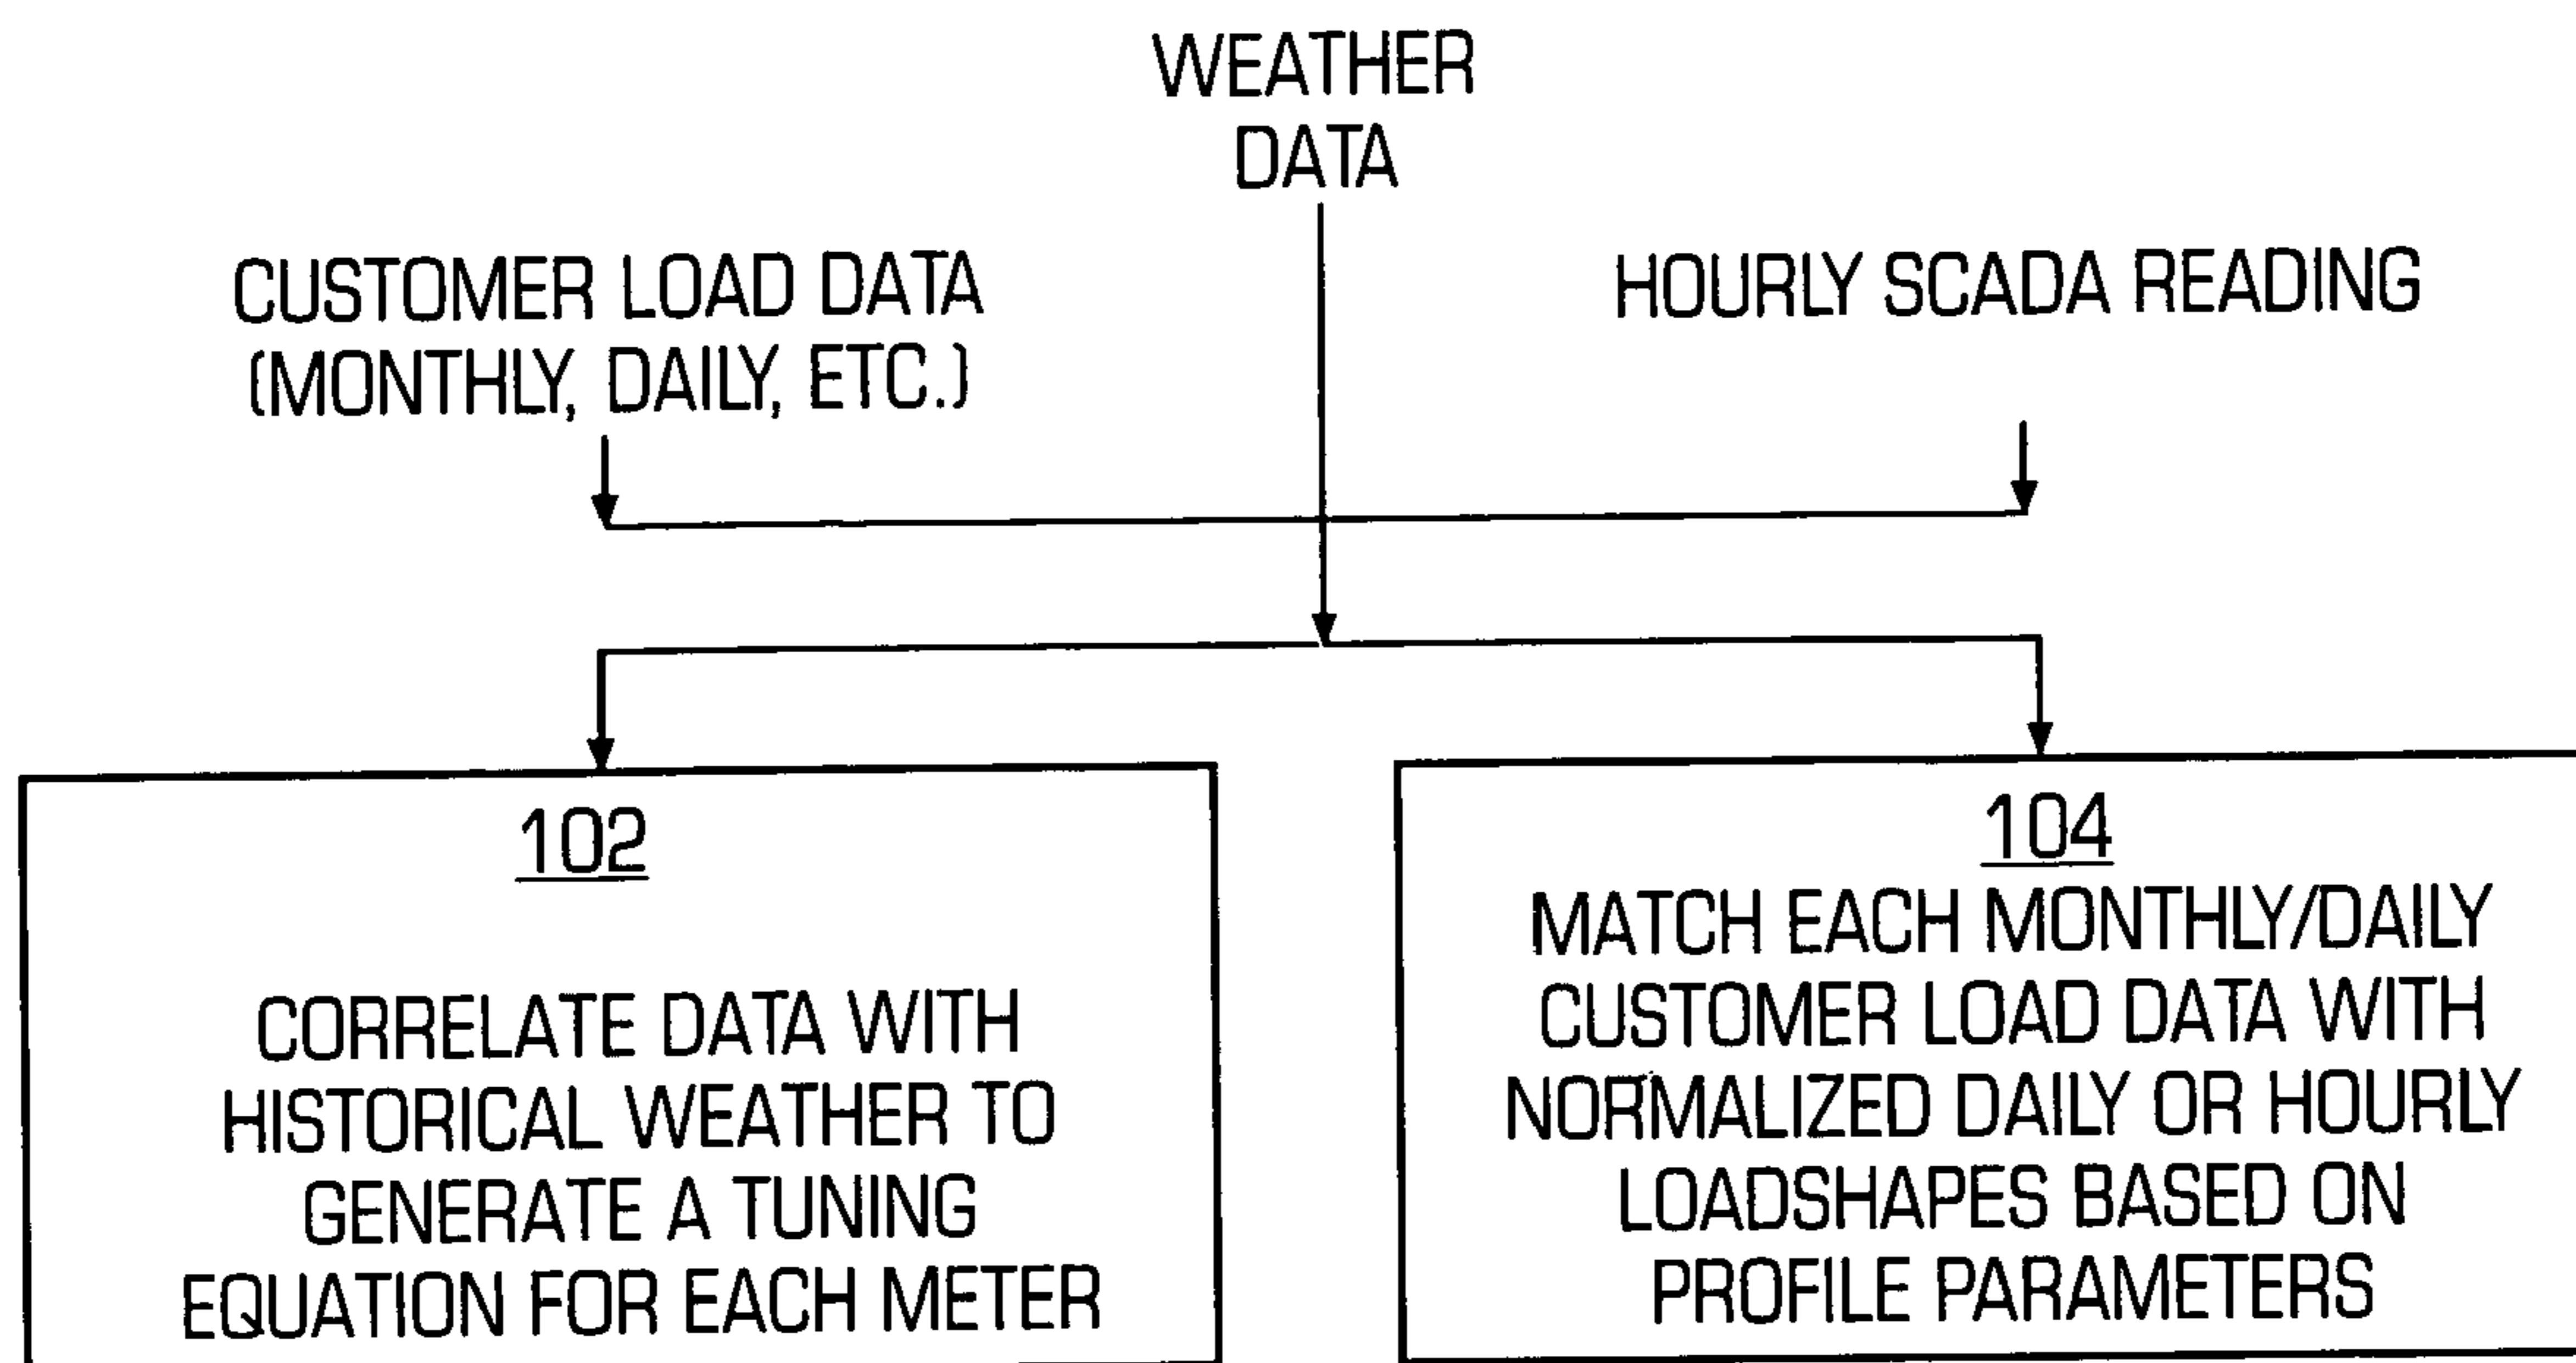 WEATHER
DATA
CUSTOMER LOAD DATA
(MONTHLY, DAILY, ETC.)
HOURLY SCADA READING
102
CORRELATE DATA WITH
HISTORICAL WEATHER TO
GENERATE A TUNING
EQUATION FOR EACH METER
104
MATCH EACH MONTHLY/DAILY
CUSTOMER LOAD DATA WITH
NORMALIZED DAILY OR HOURLY
LOADSHAPES BASED ON
PROFILE PARAMETERS